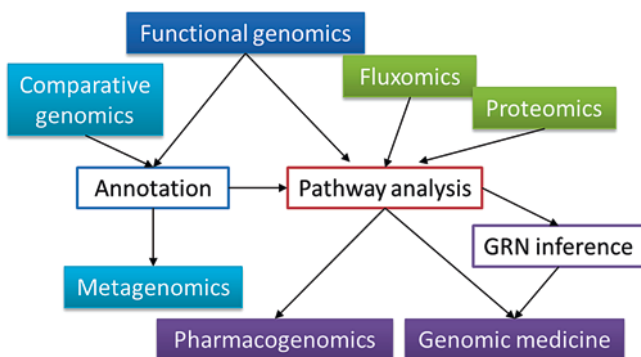 Functional genomics
Comparative
genomics
Fluxomics
Proteomics
Annotation
Pathway analysis
GRN inference
Metagenomics
Pharmacogenomics
Genomic medicine